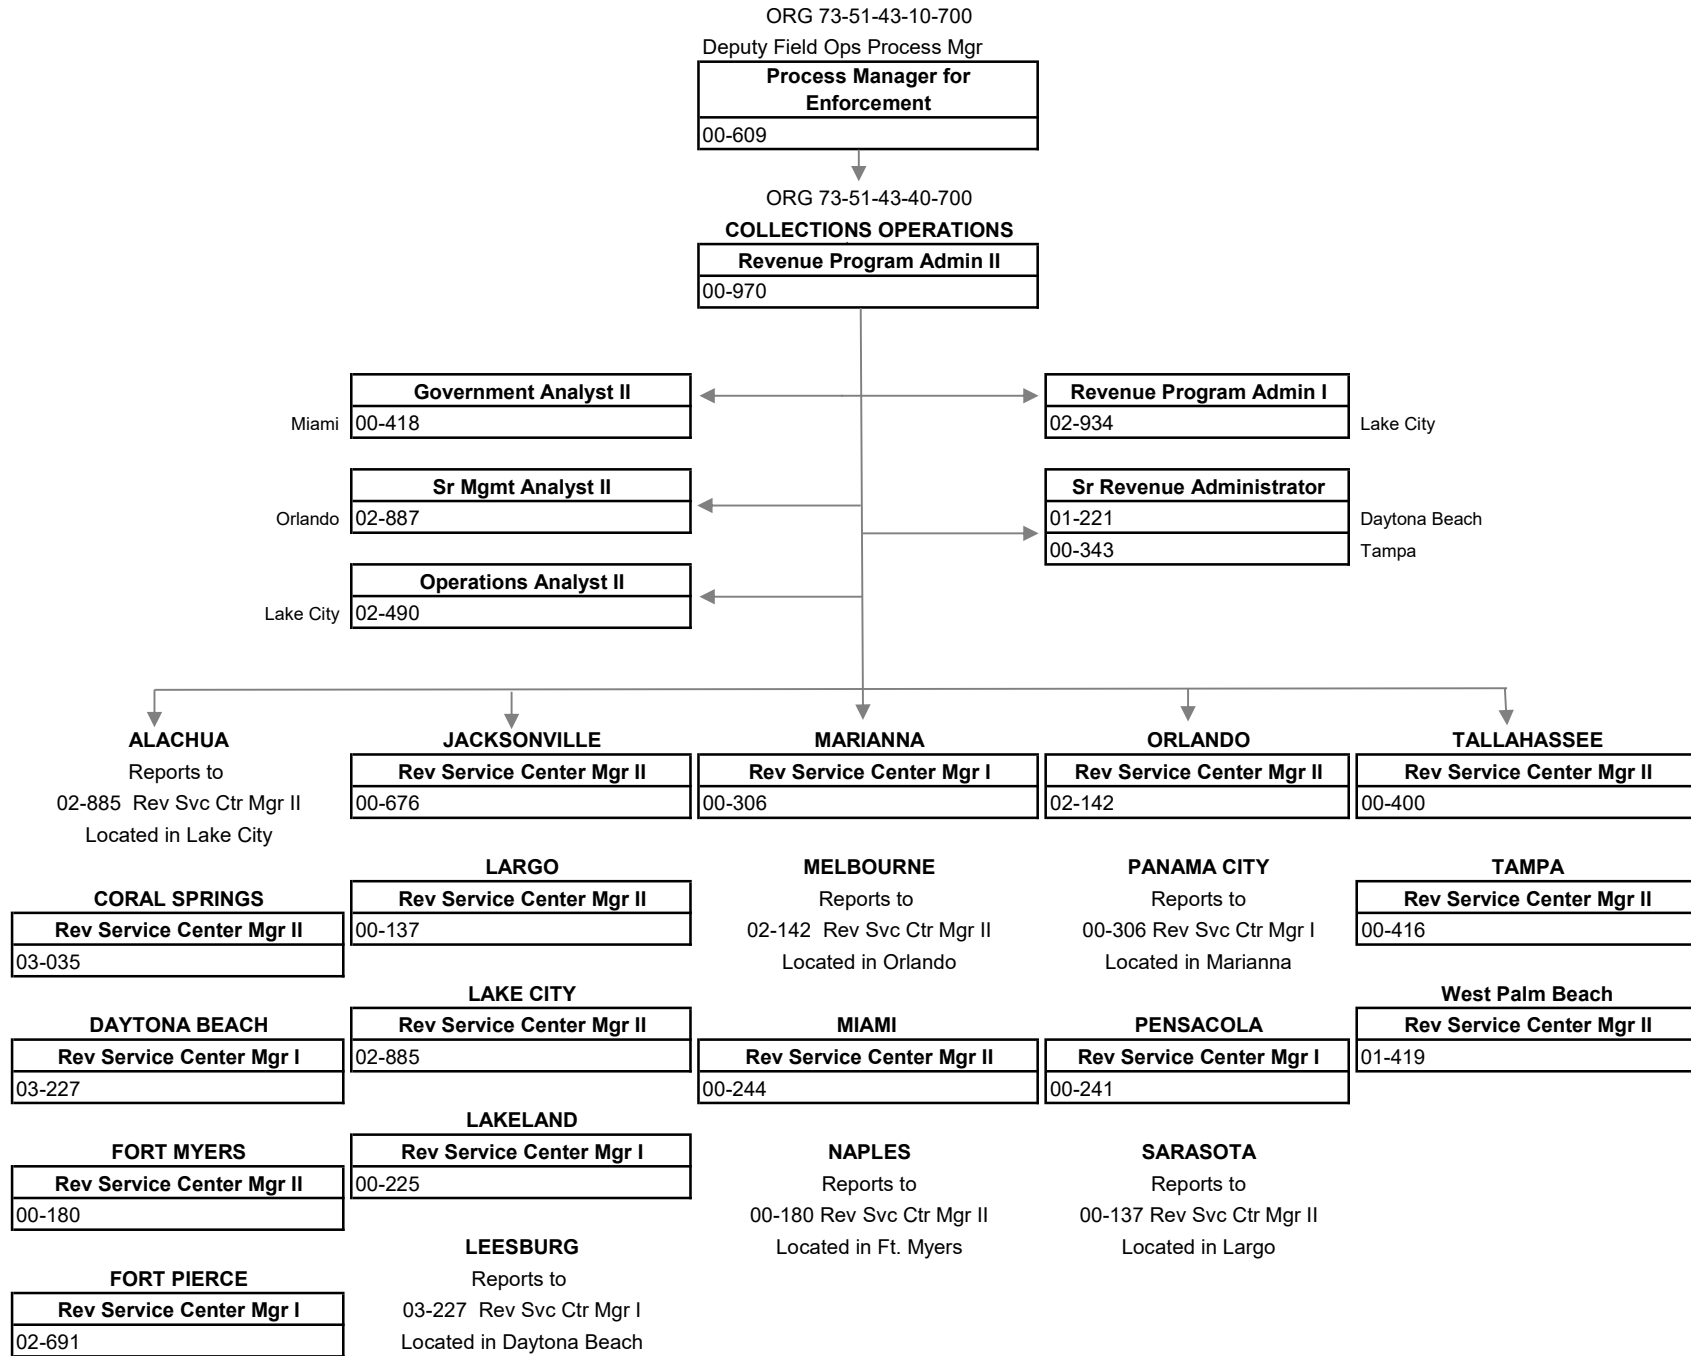 ORG 73-51-43-10-700
Deputy Field Ops Process Mgr
Process Manager for
Enforcement
00-609
ORG 73-51-43-40-700
COLLECTIONS OPERATIONS
Revenue Program Admin II
00-970
Government Analyst II
Miami 00-418
Revenue Program Admin I
02-934 Lake City
Sr Mgmt Analyst II
Orlando 02-887
Sr Revenue Administrator
01-221 Daytona Beach
00-343 Tampa
Operations Analyst II
Lake City 02-490
ALACHUA
Reports to
02-885 Rev Svc Ctr Mgr II
Located in Lake City
CORAL SPRINGS
Rev Service Center Mgr II
03-035
DAYTONA BEACH
Rev Service Center Mgr I
03-227
FORT MYERS
Rev Service Center Mgr II
00-180
FORT PIERCE
Rev Service Center Mgr I
02-691
JACKSONVILLE
Rev Service Center Mgr II
00-676
LARGO
Rev Service Center Mgr II
00-137
LAKE CITY
Rev Service Center Mgr II
02-885
LAKELAND
Rev Service Center Mgr I
00-225
LEESBURG
Reports to
03-227 Rev Svc Ctr Mgr I
Located in Daytona Beach
MARIANNA
Rev Service Center Mgr I
00-306
MELBOURNE
Reports to
02-142 Rev Svc Ctr Mgr II
Located in Orlando
MIAMI
Rev Service Center Mgr II
00-244
NAPLES
Reports to
00-180 Rev Svc Ctr Mgr II
Located in Ft. Myers
ORLANDO
Rev Service Center Mgr II
02-142
PANAMA CITY
Reports to
00-306 Rev Svc Ctr Mgr I
Located in Marianna
PENSACOLA
Rev Service Center Mgr I
00-241
SARASOTA
Reports to
00-137 Rev Svc Ctr Mgr II
Located in Largo
TALLAHASSEE
Rev Service Center Mgr II
00-400
TAMPA
Rev Service Center Mgr II
00-416
West Palm Beach
Rev Service Center Mgr II
01-419